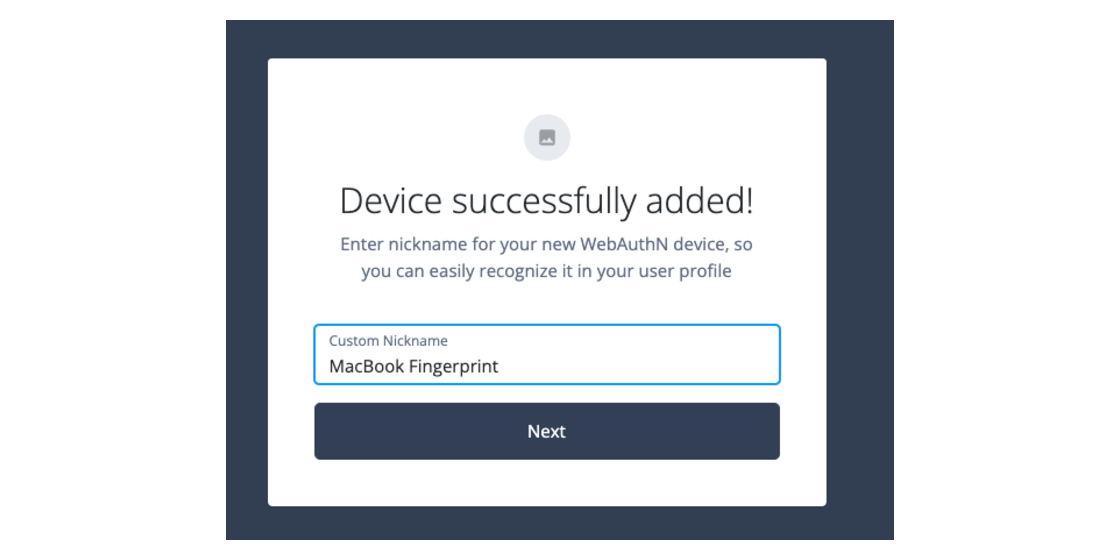 Device successfully added!
Enter nickname for your new WebAuthN device, so
you can easily recognize it in your user profile
Custom Nickname
MacBook Fingerprint
Next